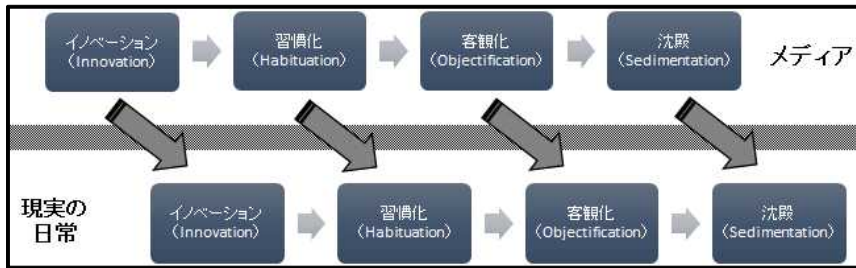 イノベーション
(Innovation)
習慣化
(Habituation)
客観化
(Objectification)
沈殿
(Sedimentation)
メディア
現実の
日常
イノベーション
(Innovation)
習慣化
(Habituation)
客観化
(Objectification)
沈殿
(Sedimentation)